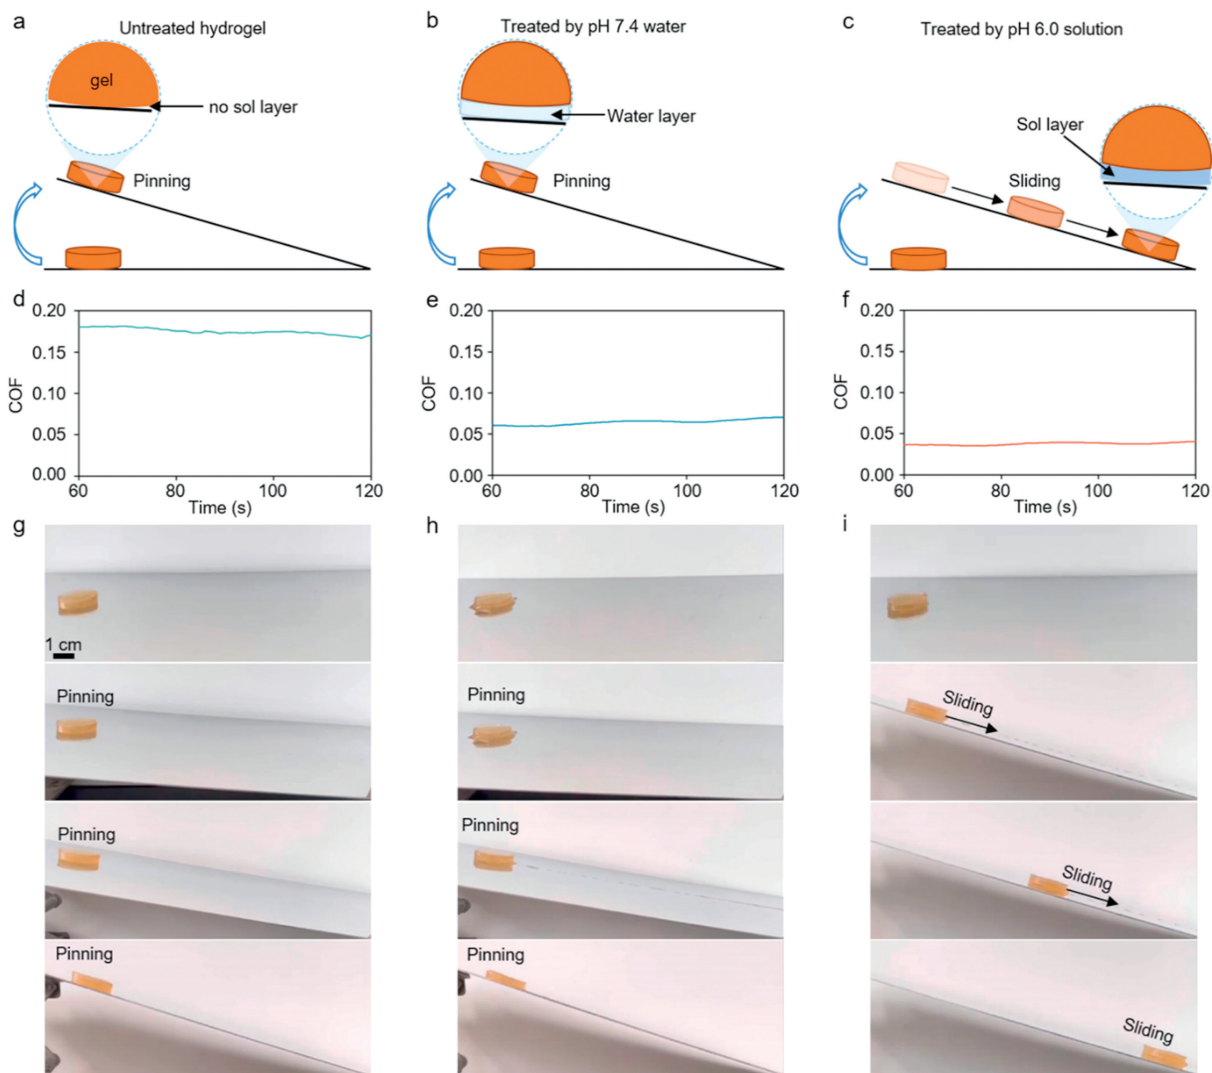 a
Untreated hydrogel
gel
no sol layer
Pinning
b
Treated by pH 7.4 water
Water layer
Pinning
c
Treated by pH 6.0 solution
Sol layer
Sliding
d
COF
0.20
0.15
0.10
0.05
0.00
60
80
100
120
Time (s)
e
COF
0.20
0.15
0.10
0.05
0.00
60
80
100
120
Time (s)
f
COF
0.20
0.15
0.10
0.05
0.00
60
80
100
120
Time (s)
g
1 cm
Pinning
Pinning
Pinning
h
Pinning
Pinning
Pinning
i
Sliding
Sliding
Sliding